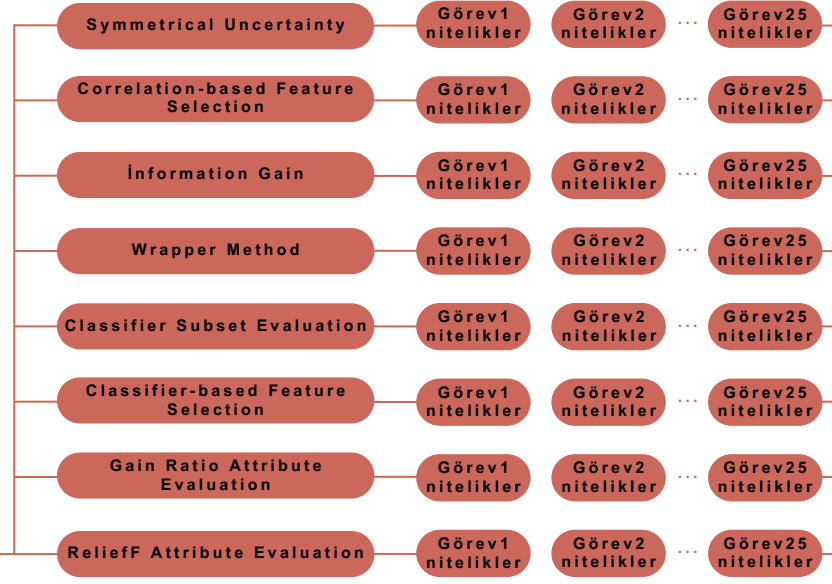 Symmetrical Uncertainty
Görev1
nitelikler
Görev2
nitelikler
...
Görev25
nitelikler
Correlation-based Feature
Selection
Görev1
nitelikler
Görev2
nitelikler
...
Görev25
nitelikler
İnformation Gain
Görev1
nitelikler
Görev2
nitelikler
...
Görev25
nitelikler
Wrapper Method
Görev1
nitelikler
Görev2
nitelikler
...
Görev25
nitelikler
Classifier Subset Evaluation
Görev1
nitelikler
Görev2
nitelikler
...
Görev25
nitelikler
Classifier-based Feature
Selection
Görev1
nitelikler
Görev2
nitelikler
...
Görev25
nitelikler
Gain Ratio Attribute
Evaluation
Görev1
nitelikler
Görev2
nitelikler
...
Görev25
nitelikler
ReliefF Attribute Evaluation
Görev1
nitelikler
Görev2
nitelikler
...
Görev25
nitelikler